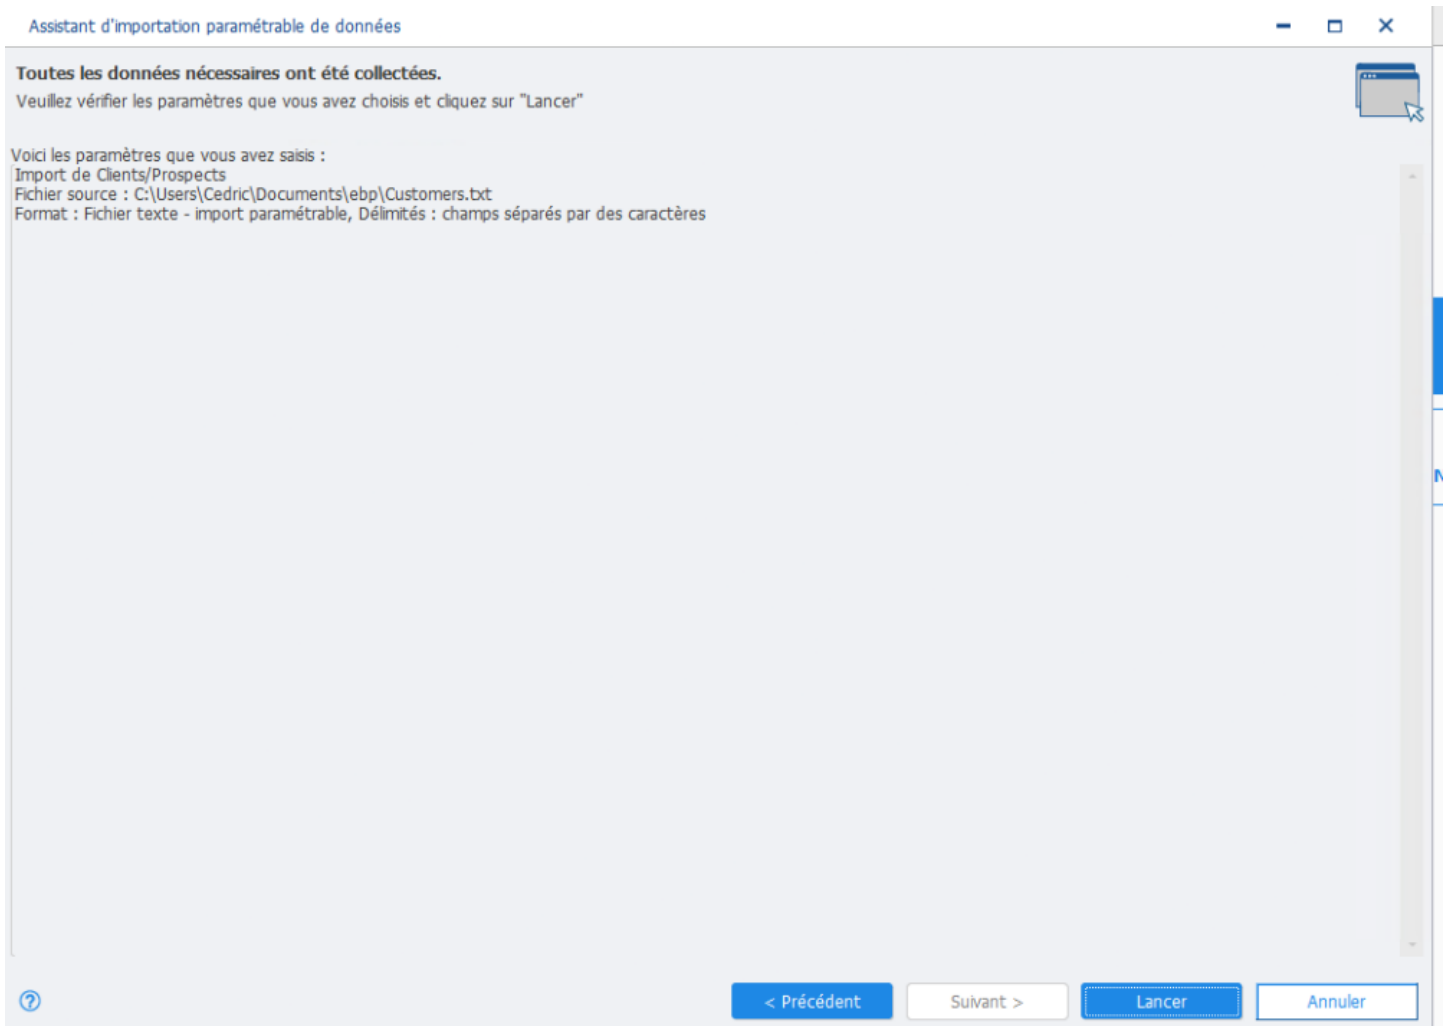 Assistant d'importation paramétrable de données
Toutes les données nécessaires ont été collectées.
Veuillez vérifier les paramètres que vous avez choisis et cliquez sur "Lancer"
Voici les paramètres que vous avez saisis :
Import de Clients/Prospects
Fichier source : C:\Users\Cedric\Documents\ebp\Customers.txt
Format : Fichier texte - import paramétrable, Délimités : champs séparés par des caractères
N
? < Précédent Suivant > Lancer Annuler